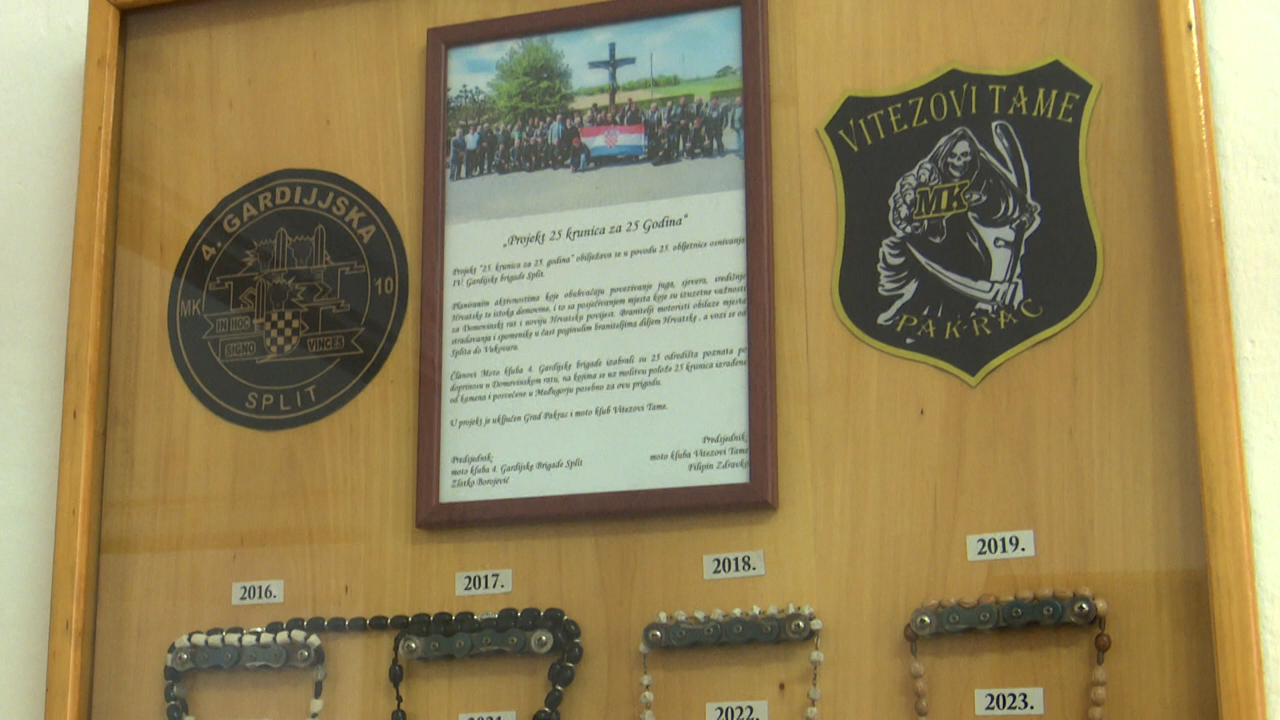 4. GARDIJJSKA
MK
10
IN HOC
SIGNO
VINCES
SPLIT
„Projekt 25 krunica za 25 Godina“
Projekt "25. krunica za 25. godina" obilježava se u povodu 25. obljetnice osnivanja
IV. Gardijske brigade Split.
Planiranim aktivnostima koje obuhvaćaju povezivanje juga, sjevera, središnje
Hrvatske te istoka domovine, i to sa posjećivanjem mjesta koje su izuzetne važnosti
za Domovinski rat i noviju Hrvatsku povijest. Branitelji motoristi obilaze mjesta
stradavanja i spomenike u čast poginulim braniteljima diljem Hrvatske, a vozi se od
Splita do Vukovara.
Članovi Moto kluba 4. Gardijske brigade izabrali su 25 odredišta poznata po
doprinosu u Domovinskom ratu, na kojima se uz molitvu polože 25 krunica izrađene
od kamena i posvećene u Međugorju posebno za ovu prigodu.
U projekt je uključen Grad Pakrac i moto klub Vitezovi Tame.
Predsjednik:
moto kluba 4. Gardijske Brigade Split
Zlatko Borojević
Predsjednik:
moto kluba Vitezovi Tame
Filipin Zdravko
VITEZOVI TAME
MK
PAKRAC
2016.
2017.
2018.
2019.
2021.
2022.
2023.